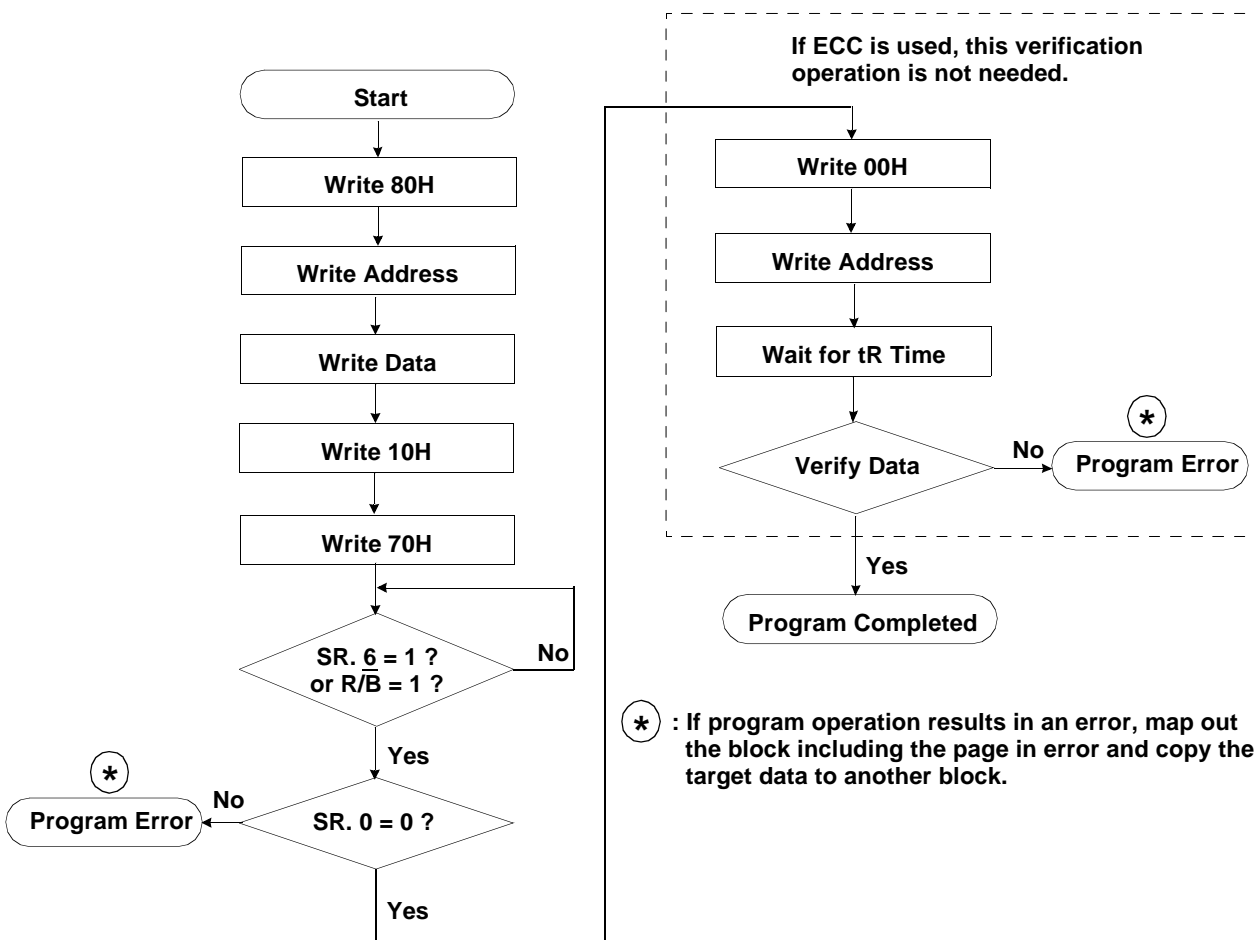 Start
Write 80H
Write Address
Write Data
Write 10H
Write 70H
SR. 6 = 1 ?
or R/B̅ = 1 ?
No
Yes
*
No
Program Error
SR. 0 = 0 ?
Yes
If ECC is used, this verification
operation is not needed.
Write 00H
Write Address
Wait for tR Time
*
Verify Data
No
Program Error
Yes
Program Completed
* : If program operation results in an error, map out
the block including the page in error and copy the
target data to another block.